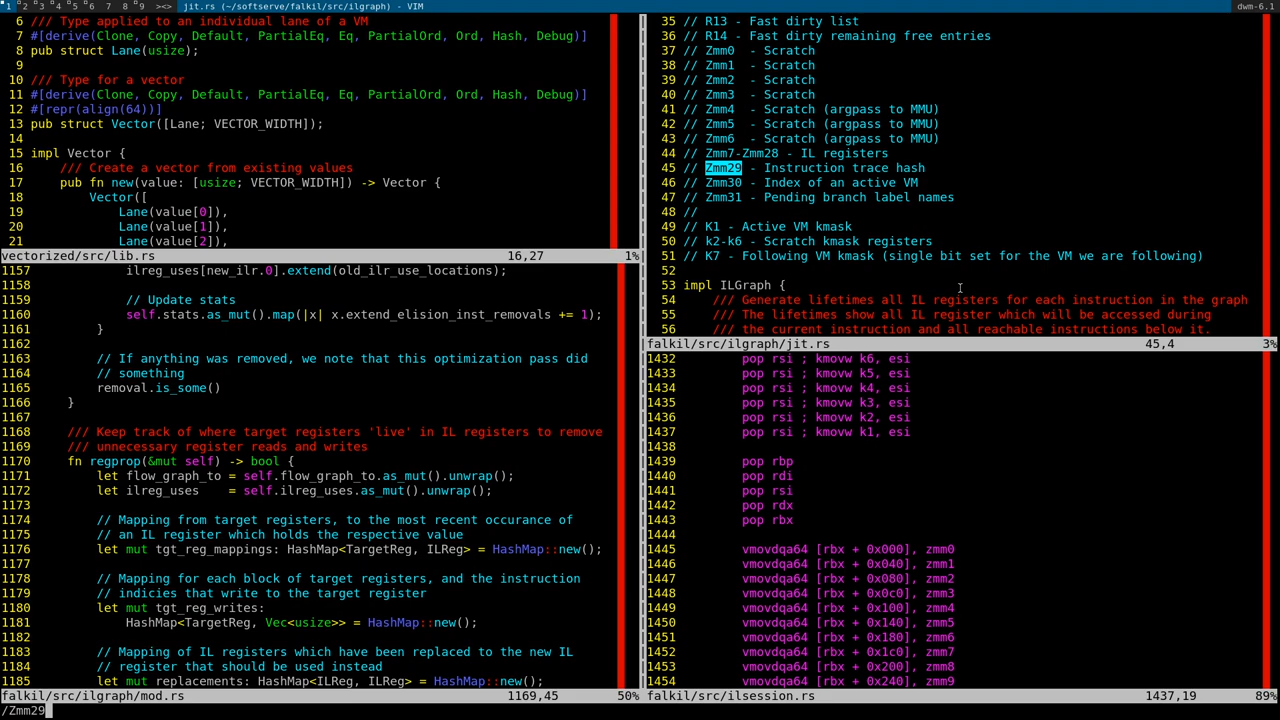 1 2 3 4 5 6 7 8 9 ><> jit.rs (~/softserve/falkil/src/ilgraph) - VIM dwm-6.1
6 /// Type applied to an individual lane of a VM
7 #[derive(Clone, Copy, Default, PartialEq, Eq, PartialOrd, Ord, Hash, Debug)]
8 pub struct Lane(usize);
9
10 /// Type for a vector
11 #[derive(Clone, Copy, Default, PartialEq, Eq, PartialOrd, Ord, Hash, Debug)]
12 #[repr(align(64))]
13 pub struct Vector([Lane; VECTOR_WIDTH]);
14
15 impl Vector {
16     /// Create a vector from existing values
17     pub fn new(value: [usize; VECTOR_WIDTH]) -> Vector {
18         Vector([
19             Lane(value[0]),
20             Lane(value[1]),
21             Lane(value[2]),
vectorized/src/lib.rs 16,27 1%
1157             ilreg_uses[new_ilr.0].extend(old_ilr_use_locations);
1158
1159             // Update stats
1160             self.stats.as_mut().map(|x| x.extend_elision_inst_removals += 1);
1161         }
1162
1163         // If anything was removed, we note that this optimization pass did
1164         // something
1165         removal.is_some()
1166     }
1167
1168     /// Keep track of where target registers 'live' in IL registers to remove
1169     /// unnecessary register reads and writes
1170     fn regprop(&mut self) -> bool {
1171         let flow_graph_to = self.flow_graph_to.as_mut().unwrap();
1172         let ilreg_uses    = self.ilreg_uses.as_mut().unwrap();
1173
1174         // Mapping from target registers, to the most recent occurance of
1175         // an IL register which holds the respective value
1176         let mut tgt_reg_mappings: HashMap<TargetReg, ILReg> = HashMap::new();
1177
1178         // Mapping for each block of target registers, and the instruction
1179         // indicies that write to the target register
1180         let mut tgt_reg_writes:
1181             HashMap<TargetReg, Vec<usize>> = HashMap::new();
1182
1183         // Mapping of IL registers which have been replaced to the new IL
1184         // register that should be used instead
1185         let mut replacements: HashMap<ILReg, ILReg> = HashMap::new();
falkil/src/ilgraph/mod.rs 1169,45 50%
35 // R13 - Fast dirty list
36 // R14 - Fast dirty remaining free entries
37 // Zmm0  - Scratch
38 // Zmm1  - Scratch
39 // Zmm2  - Scratch
40 // Zmm3  - Scratch
41 // Zmm4  - Scratch (argpass to MMU)
42 // Zmm5  - Scratch (argpass to MMU)
43 // Zmm6  - Scratch (argpass to MMU)
44 // Zmm7-Zmm28 - IL registers
45 // Zmm29 - Instruction trace hash
46 // Zmm30 - Index of an active VM
47 // Zmm31 - Pending branch label names
48 //
49 // K1 - Active VM kmask
50 // k2-k6 - Scratch kmask registers
51 // K7 - Following VM kmask (single bit set for the VM we are following)
52
53 impl ILGraph {
54     /// Generate lifetimes all IL registers for each instruction in the graph
55     /// The lifetimes show all IL register which will be accessed during
56     /// the current instruction and all reachable instructions below it.
falkil/src/ilgraph/jit.rs 45,4 3%
1432         pop rsi ; kmovw k6, esi
1433         pop rsi ; kmovw k5, esi
1434         pop rsi ; kmovw k4, esi
1435         pop rsi ; kmovw k3, esi
1436         pop rsi ; kmovw k2, esi
1437         pop rsi ; kmovw k1, esi
1438
1439         pop rbp
1440         pop rdi
1441         pop rsi
1442         pop rdx
1443         pop rbx
1444
1445         vmovdqa64 [rbx + 0x000], zmm0
1446         vmovdqa64 [rbx + 0x040], zmm1
1447         vmovdqa64 [rbx + 0x080], zmm2
1448         vmovdqa64 [rbx + 0x0c0], zmm3
1449         vmovdqa64 [rbx + 0x100], zmm4
1450         vmovdqa64 [rbx + 0x140], zmm5
1451         vmovdqa64 [rbx + 0x180], zmm6
1452         vmovdqa64 [rbx + 0x1c0], zmm7
1453         vmovdqa64 [rbx + 0x200], zmm8
1454         vmovdqa64 [rbx + 0x240], zmm9
falkil/src/ilsession.rs 1437,19 89%
/Zmm29